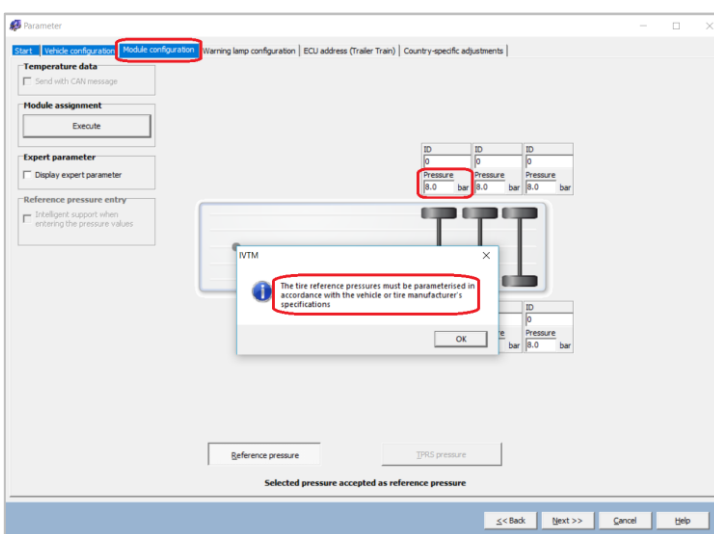 Parameter
Start Vehicle configuration Module configuration Warning lamp configuration ECU address (Trailer Train) Country-specific adjustments
Temperature data
Send with CAN message
Module assignment
Execute
Expert parameter
Display expert parameter
Reference pressure entry
Intelligent support when
entering the pressure values
ID ID ID
0 0 0
Pressure Pressure Pressure
8.0 bar 8.0 bar 8.0 bar
IVTM
The tire reference pressures must be parameterised in
accordance with the vehicle or tire manufacturer's
specifications
OK
ID
0
Pressure
bar 8.0 bar
Reference pressure TPRS pressure
Selected pressure accepted as reference pressure
<< Back Next >> Cancel Help